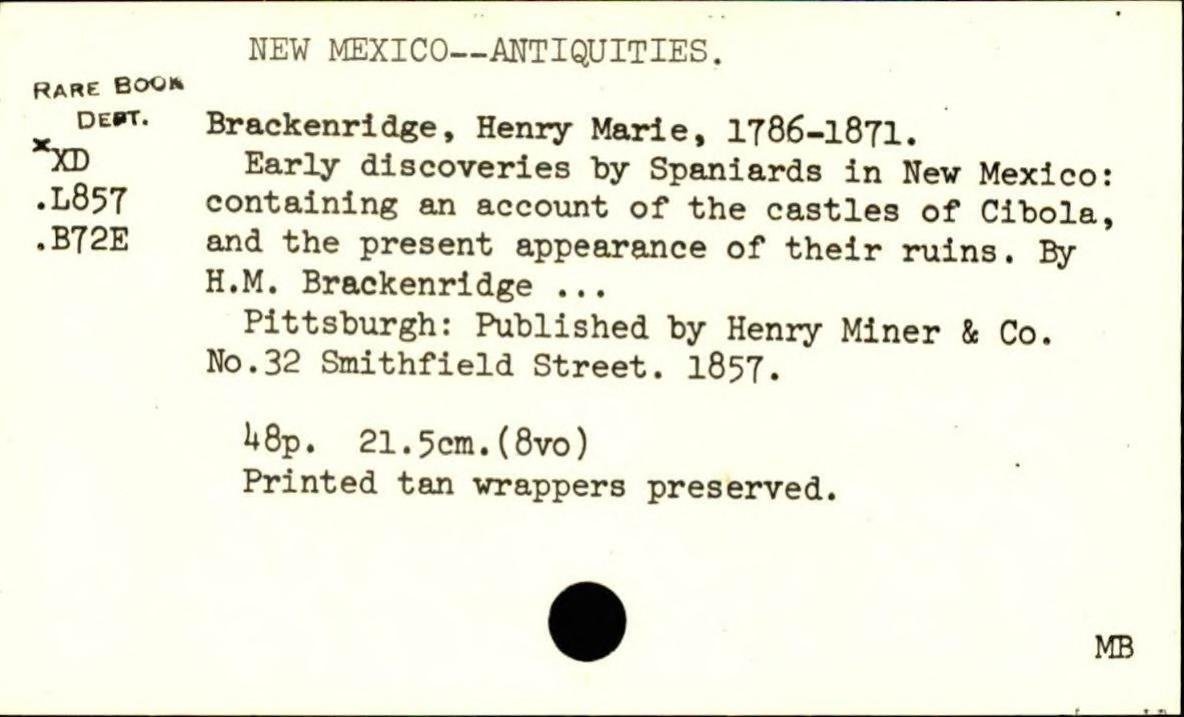 NEW MEXICO--ANTIQUITIES.
RARE BOOK
DEPT.
xXD
.L857
.B72E
Brackenridge, Henry Marie, 1786-1871.
Early discoveries by Spaniards in New Mexico:
containing an account of the castles of Cibola,
and the present appearance of their ruins. By
H.M. Brackenridge ...
Pittsburgh: Published by Henry Miner & Co.
No.32 Smithfield Street. 1857.
48p. 21.5cm.(8vo)
Printed tan wrappers preserved.
MB